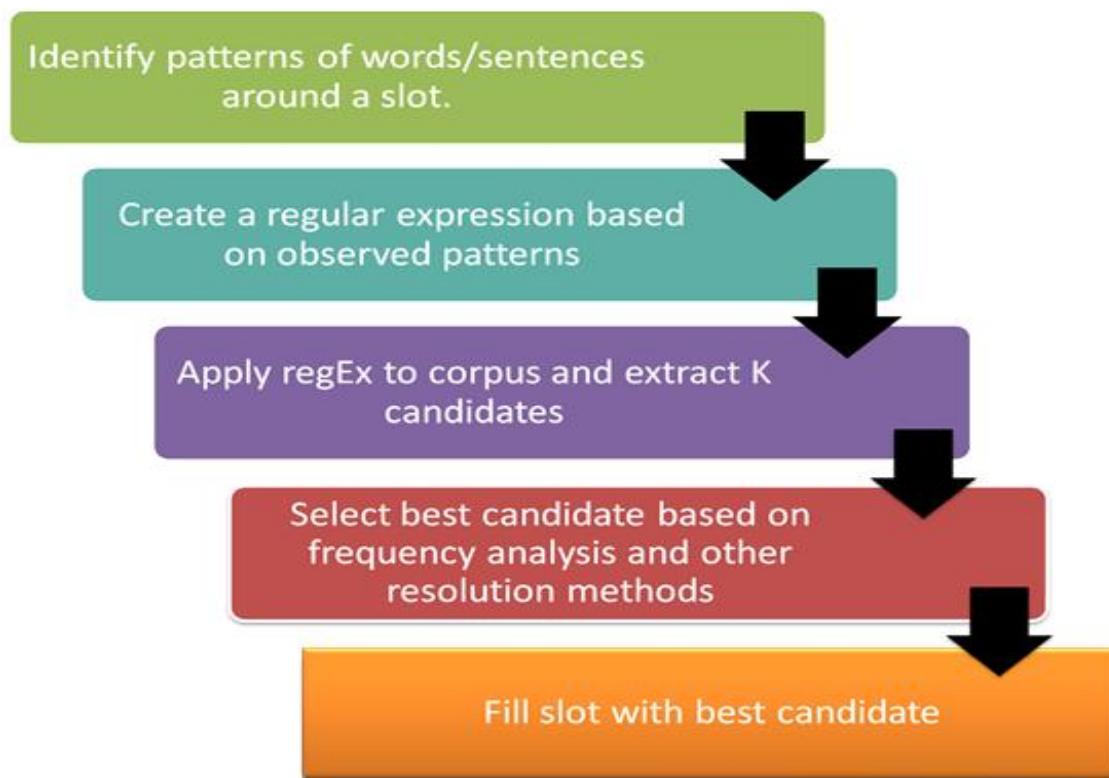 Identify patterns of words/sentences
around a slot.
Create a regular expression based
on observed patterns
Apply regEx to corpus and extract K
candidates
Select best candidate based on
frequency analysis and other
resolution methods
Fill slot with best candidate